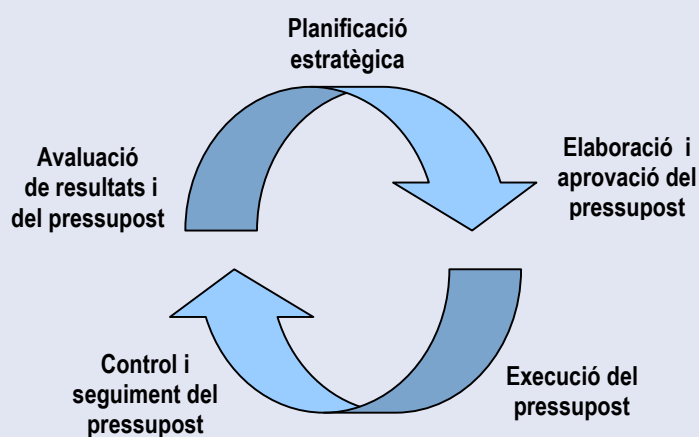 Planificació
estratègica
Elaboració i
aprovació del
pressupost
Execució del
pressupost
Control i
seguiment del
pressupost
Avaluació
de resultats i
del pressupost